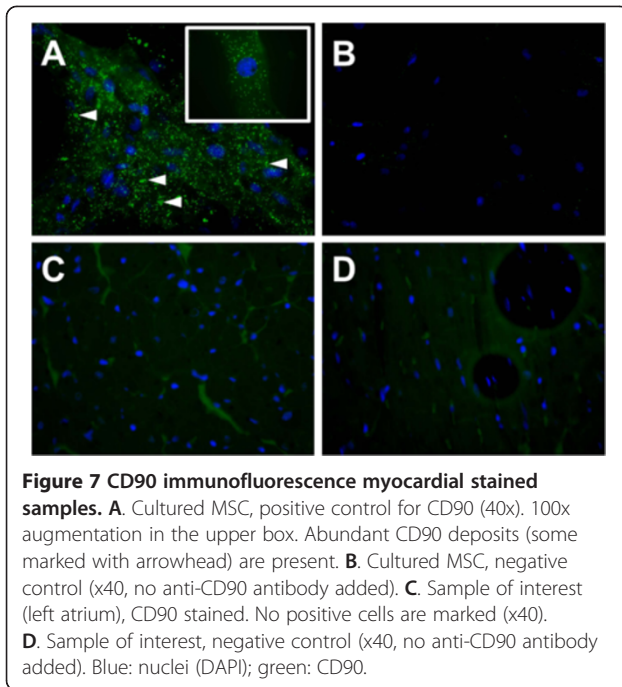 A
B
C
D
Figure 7 CD90 immunofluorescence myocardial stained
samples. A. Cultured MSC, positive control for CD90 (40x). 100x
augmentation in the upper box. Abundant CD90 deposits (some
marked with arrowhead) are present. B. Cultured MSC, negative
control (x40, no anti-CD90 antibody added). C. Sample of interest
(left atrium), CD90 stained. No positive cells are marked (x40).
D. Sample of interest, negative control (x40, no anti-CD90 antibody
added). Blue: nuclei (DAPI); green: CD90.